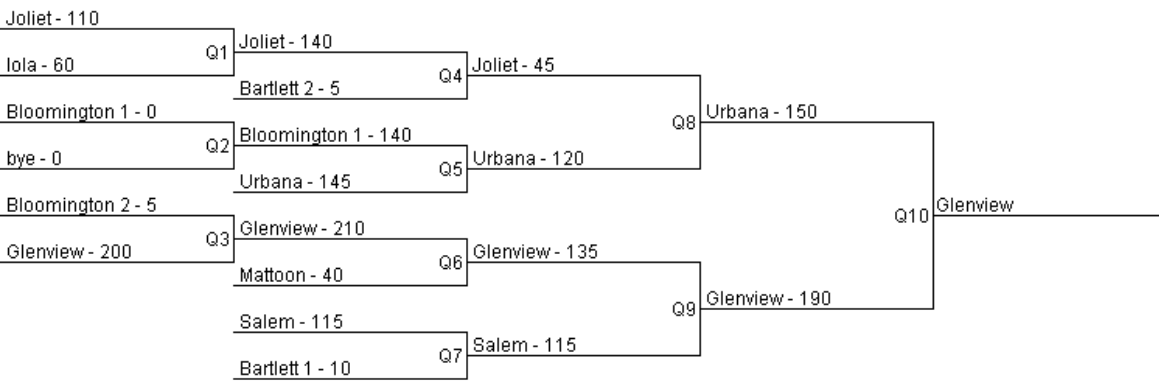 Joliet - 110
Iola - 60
Q1
Joliet - 140
Bartlett 2 - 5
Q4
Joliet - 45
Bloomington 1 - 0
bye - 0
Q2
Bloomington 1 - 140
Urbana - 145
Q5
Urbana - 120
Q8
Urbana - 150
Bloomington 2 - 5
Glenview - 200
Q3
Glenview - 210
Mattoon - 40
Q6
Glenview - 135
Salem - 115
Bartlett 1 - 10
Q7
Salem - 115
Q9
Glenview - 190
Q10
Glenview